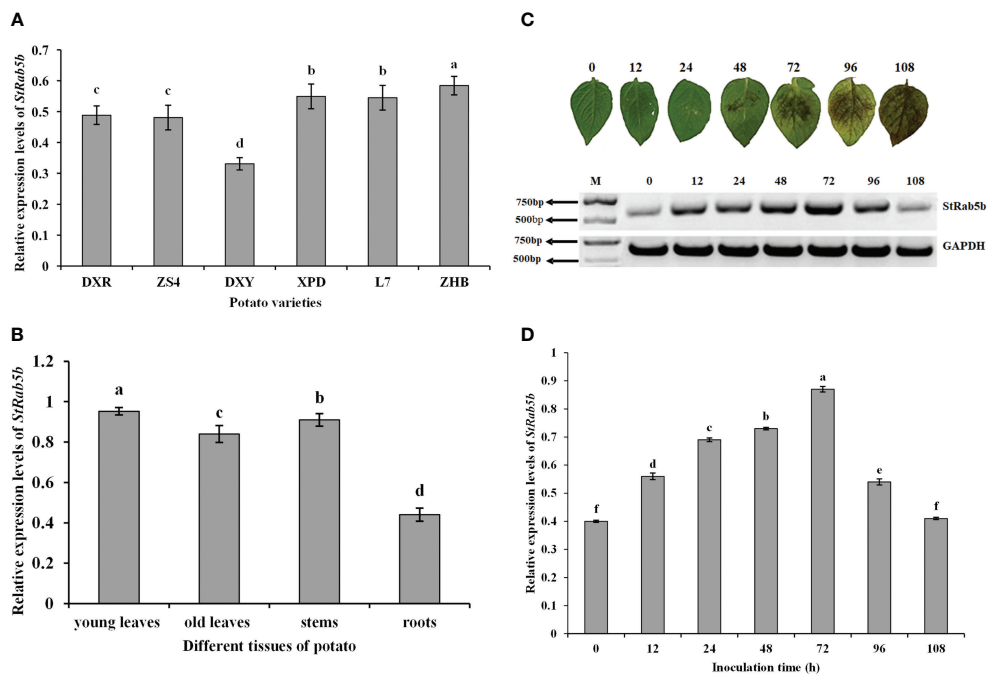 A
Relative expression levels of StRab5b
0.7
0.6
0.5
0.4
0.3
0.2
0.1
0
c
c
d
b
b
a
DXR ZS4 DXY XPD L7 ZHB
Potato varieties
B
Relative expression levels of StRab5b
1.2
1
0.8
0.6
0.4
0.2
0
a
c
b
d
young leaves old leaves stems roots
Different tissues of potato
C
0 12 24 48 72 96 108
M 0 12 24 48 72 96 108
750bp
500bp
StRab5b
750bp
500bp
GAPDH
D
Relative expression levels of StRab5b
1
0.9
0.8
0.7
0.6
0.5
0.4
0.3
0.2
0.1
0
f
d
c
b
a
e
f
0 12 24 48 72 96 108
Inoculation time (h)